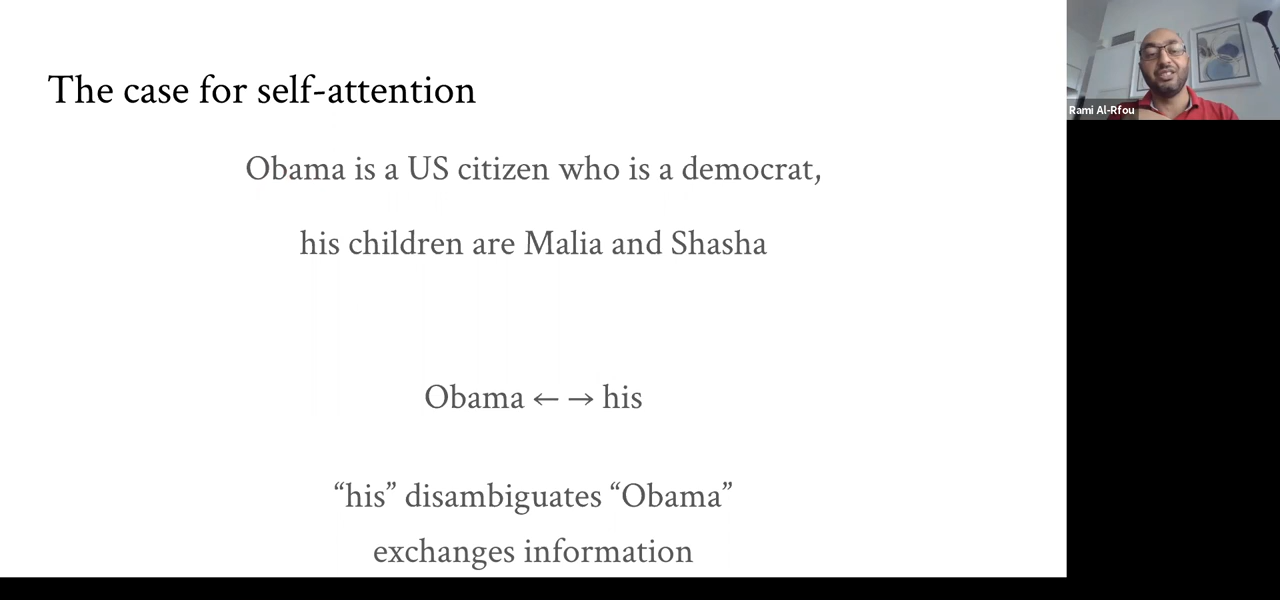 The case for self-attention
Obama is a US citizen who is a democrat,
his children are Malia and Shasha
Obama ← → his
“his” disambiguates “Obama”
exchanges information
Rami Al-Rfou